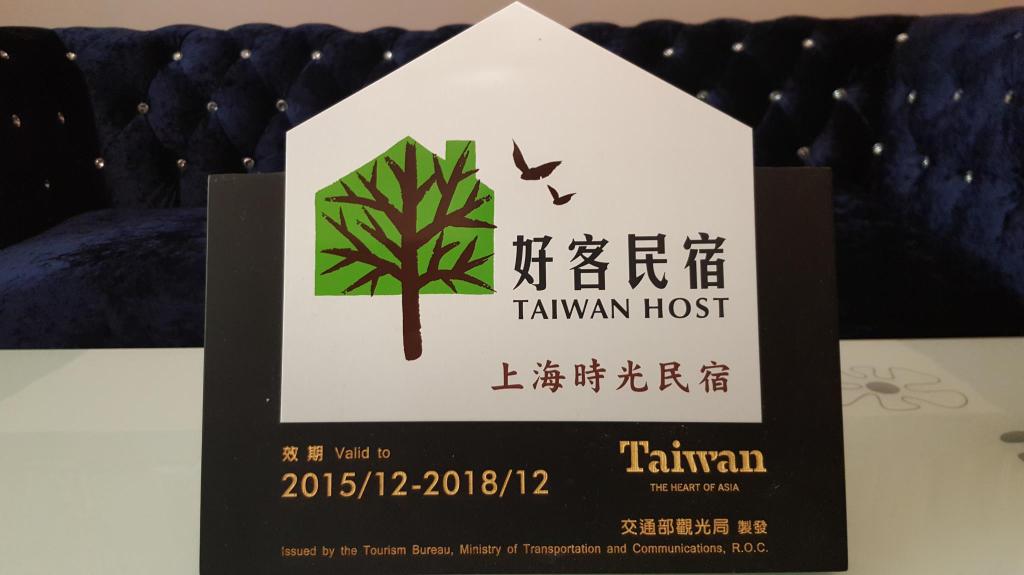 好客民宿
TAIWAN HOST
上海時光民宿
效期 Valid to
2015/12-2018/12
Taiwan
THE HEART OF ASIA
交通部觀光局 製發
Issued by the Tourism Bureau, Ministry of Transportation and Communications, R.O.C.